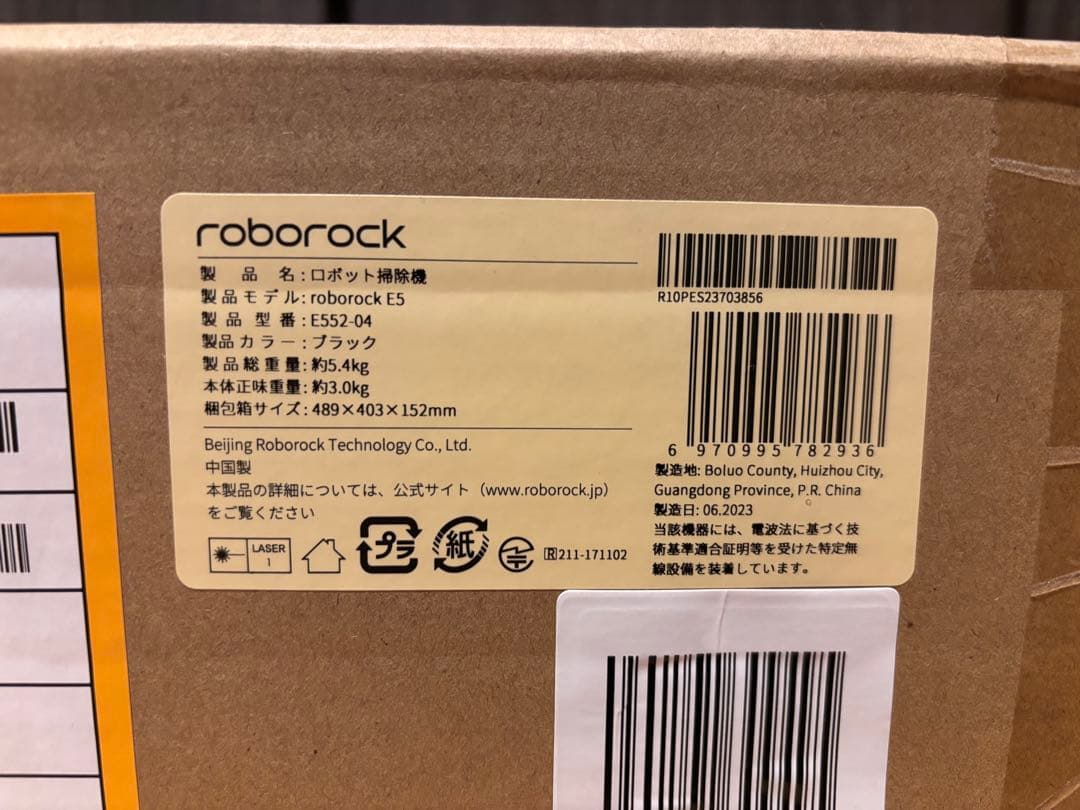 roborock
製品名:ロボット掃除機
製品モデル:roborock E5
製品型番:E552-04
製品カラー:ブラック
製品総重量:約5.4kg
本体正味重量:約3.0kg
梱包箱サイズ:489×403×152mm
Beijing Roborock Technology Co., Ltd.
中国製
本製品の詳細については、公式サイト（www.roborock.jp）
をご覧ください
LASER
1
プラ
紙
R 211-171102
R10PES23703856
6 970995 782936
製造地: Boluo County, Huizhou City,
Guangdong Province, P.R. China
製造日: 06.2023
当該機器には、電波法に基づく技
術基準適合証明等を受けた特定無
線設備を装着しています。